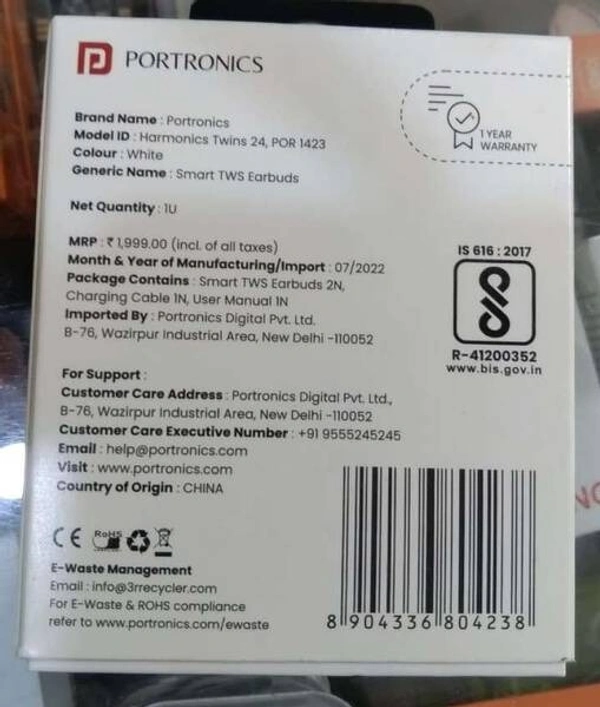 PORTRONICS
Brand Name : Portronics
Model ID : Harmonics Twins 24, POR 1423
Colour : White
Generic Name : Smart TWS Earbuds
1 YEAR
WARRANTY
Net Quantity : 1U
MRP : ₹ 1,999.00 (incl. of all taxes)
Month & Year of Manufacturing/Import : 07/2022
Package Contains : Smart TWS Earbuds 2N,
Charging Cable 1N, User Manual 1N
Imported By : Portronics Digital Pvt. Ltd.
B-76, Wazirpur Industrial Area, New Delhi -110052
IS 616 : 2017
R-41200352
www.bis.gov.in
For Support :
Customer Care Address : Portronics Digital Pvt. Ltd.,
B-76, Wazirpur Industrial Area, New Delhi -110052
Customer Care Executive Number : +91 9555245245
Email : help@portronics.com
Visit : www.portronics.com
Country of Origin : CHINA
CE RoHS
E-Waste Management
Email : info@3rrecycler.com
For E-Waste & ROHS compliance
refer to www.portronics.com/ewaste
8 904336 804238